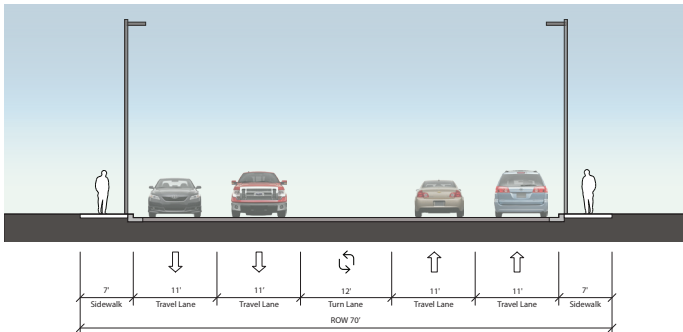 7' 11' 11' 12' 11' 11' 7'
Sidewalk Travel Lane Travel Lane Turn Lane Travel Lane Travel Lane Sidewalk
ROW 70'